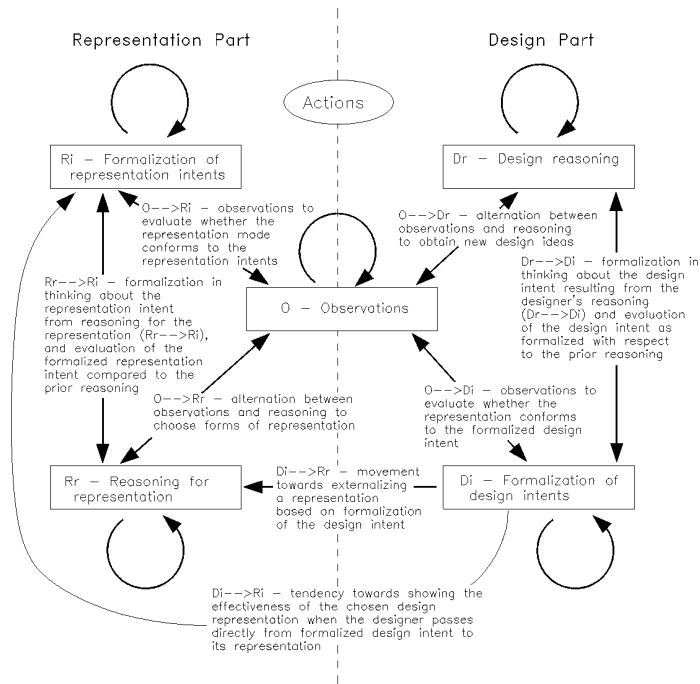 Representation Part
Design Part
Actions
Ri – Formalization of
representation intents
Dr – Design reasoning
O-->Ri – observations to
evaluate whether the
representation made
conforms to the
representation intents
O-->Dr – alternation between
observations and reasoning
to obtain new design ideas
Rr-->Ri – formalization in
thinking about the
representation intent
from reasoning for the
representation (Rr-->Ri),
and evaluation of the
formalized representation
intent compared to the
prior reasoning
O – Observations
Dr-->Di – formalization in
thinking about the design
intent resulting from the
designer's reasoning
(Dr-->Di) and evaluation
of the design intent as
formalized with respect
to the prior reasoning
O-->Rr – alternation between
observations and reasoning to
choose forms of representation
O-->Di – observations to
evaluate whether the
representation conforms
to the formalized design
intent
Rr – Reasoning for
representation
Di-->Rr – movement
towards externalizing
a representation
based on formalization
of the design intent
Di – Formalization of
design intents
Di-->Ri – tendency towards showing the
effectiveness of the chosen design
representation when the designer passes
directly from formalized design intent to
its representation